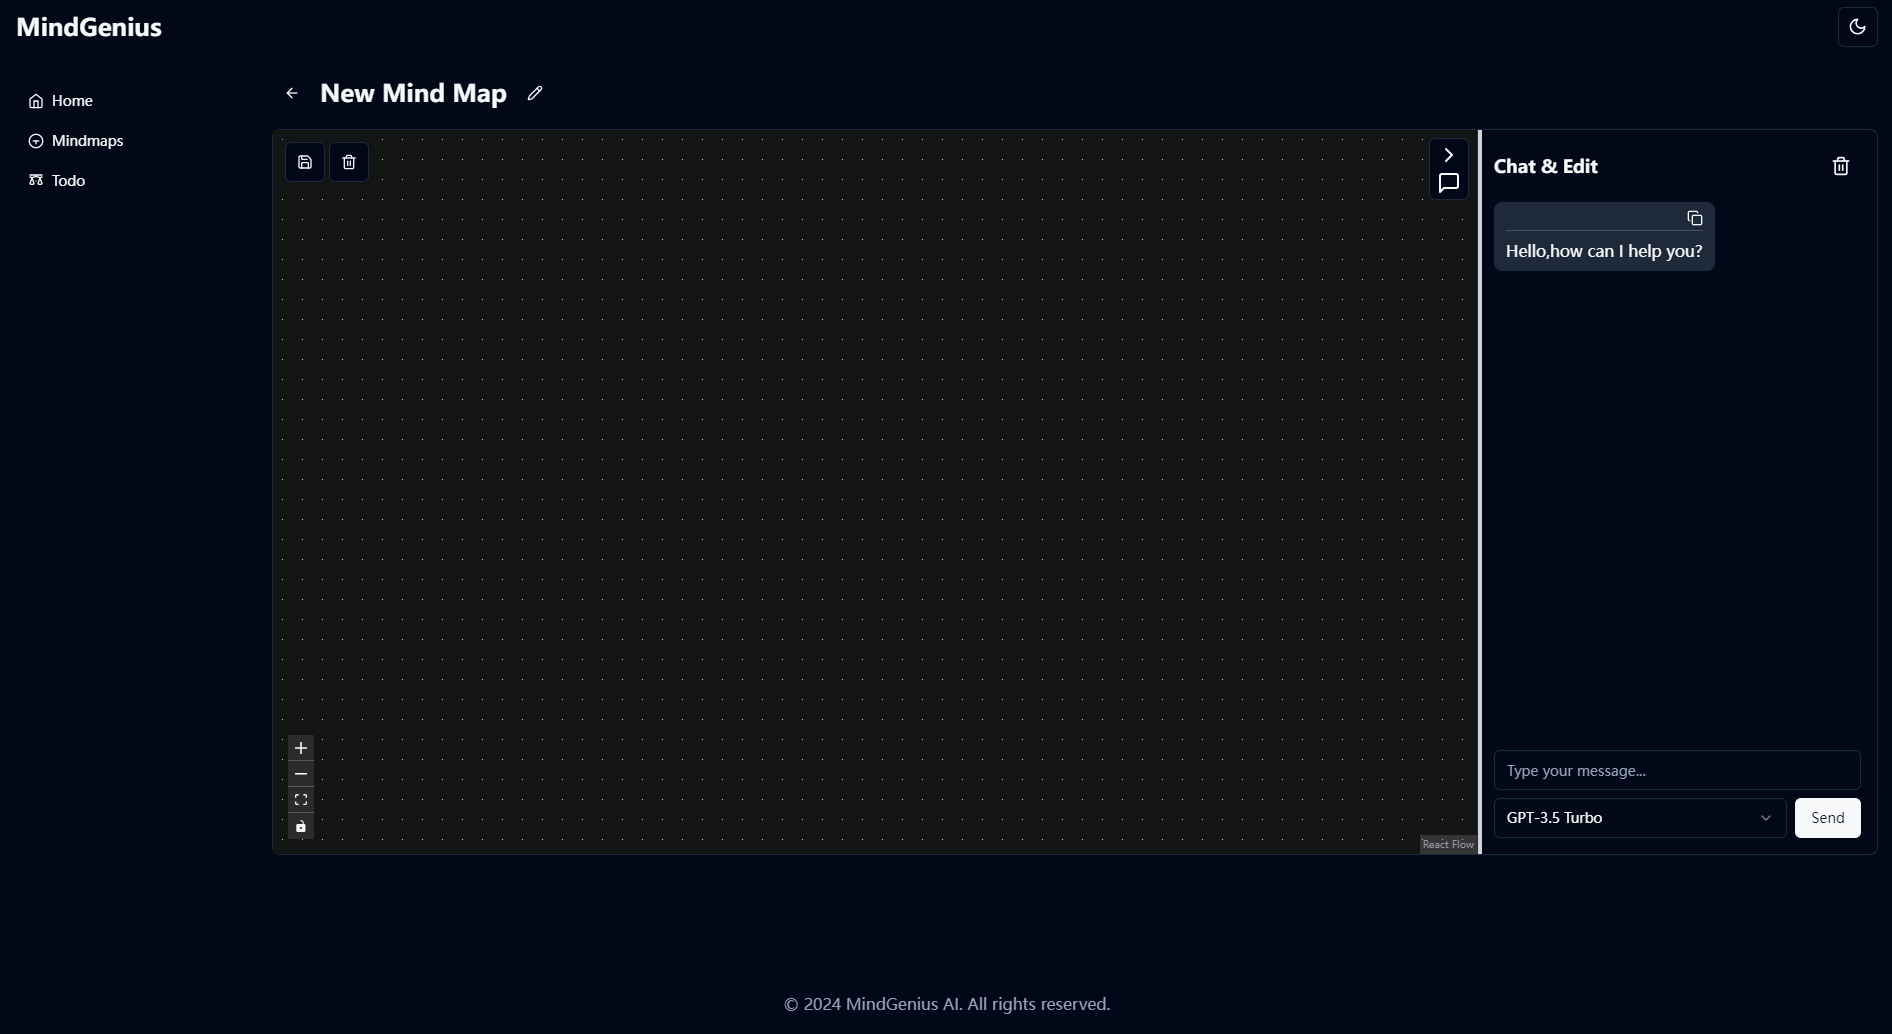 MindGenius
Home
Mindmaps
Todo
New Mind Map
React Flow
Chat & Edit
Hello,how can I help you?
Type your message...
GPT-3.5 Turbo
Send
© 2024 MindGenius AI. All rights reserved.